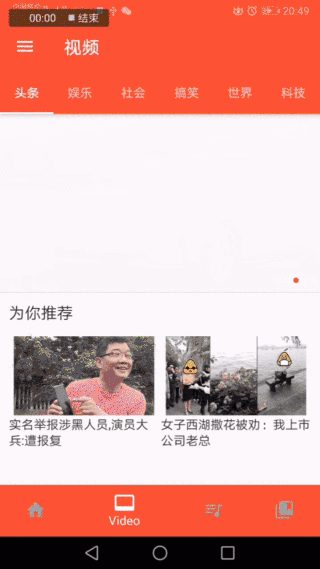 00:00 结束
20:49
视频
头条 娱乐 社会 搞笑 世界 科技
为你推荐
实名举报涉黑人员,演员大
兵:遭报复
女子西湖撒花被劝：我上市
公司老总
Video